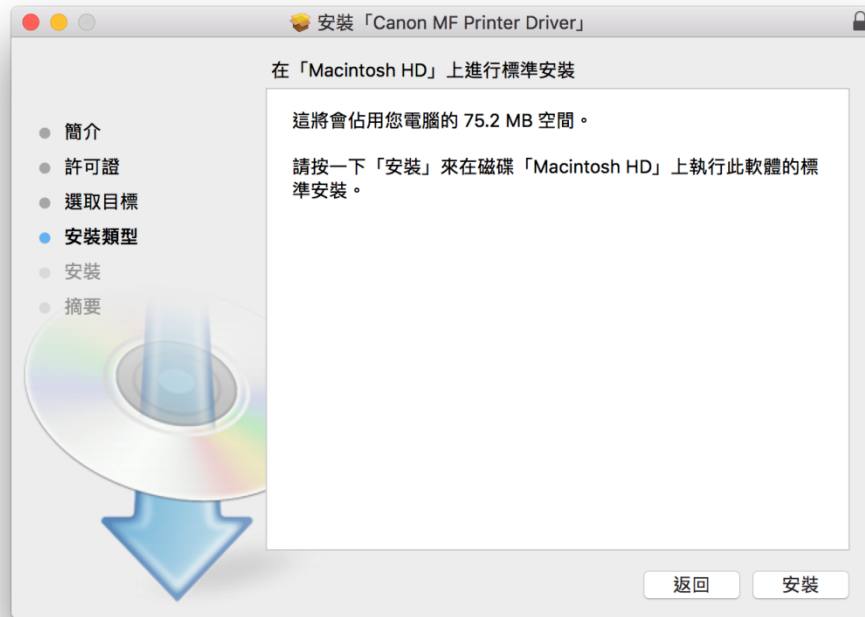 安裝「Canon MF Printer Driver」
在「Macintosh HD」上進行標準安裝
簡介
許可證
選取目標
安裝類型
安裝
摘要
這將會佔用您電腦的 75.2 MB 空間。
請按一下「安裝」來在磁碟「Macintosh HD」上執行此軟體的標
準安裝。
返回
安裝